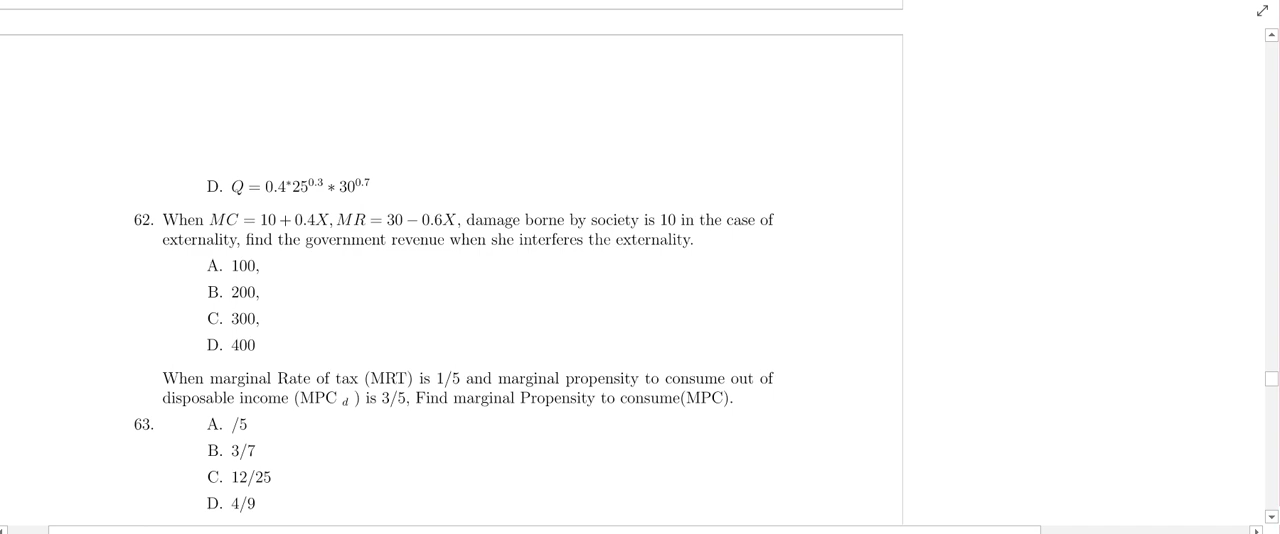 D. Q = 0.4*25^0.3 ∗ 30^0.7
62. When MC = 10 + 0.4X, MR = 30 − 0.6X, damage borne by society is 10 in the case of
externality, find the government revenue when she interferes the externality.
A. 100,
B. 200,
C. 300,
D. 400
When marginal Rate of tax (MRT) is 1/5 and marginal propensity to consume out of
disposable income (MPC d ) is 3/5, Find marginal Propensity to consume(MPC).
63. A. /5
B. 3/7
C. 12/25
D. 4/9